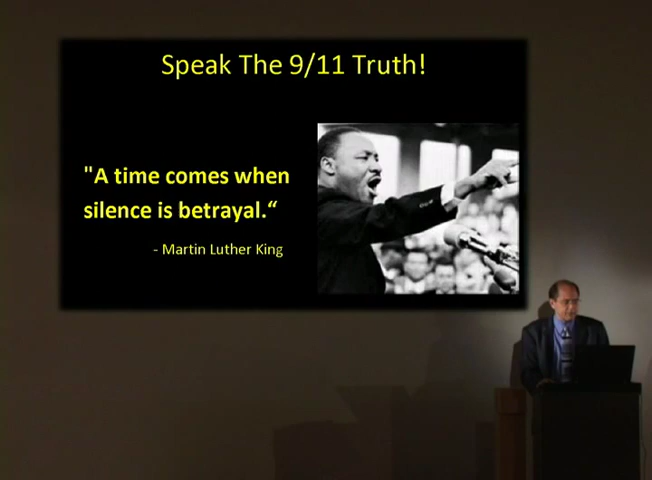 Speak The 9/11 Truth!
"A time comes when
silence is betrayal.“
- Martin Luther King